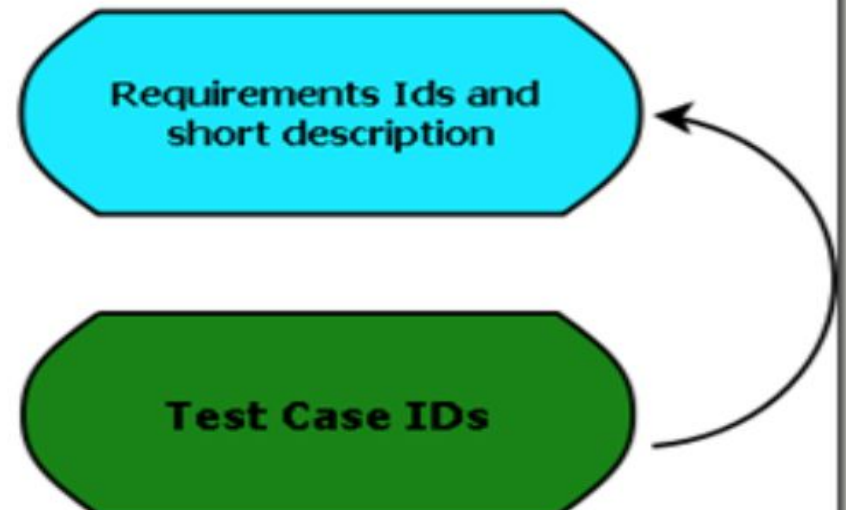 Requirements Ids and
short description
Test Case IDs